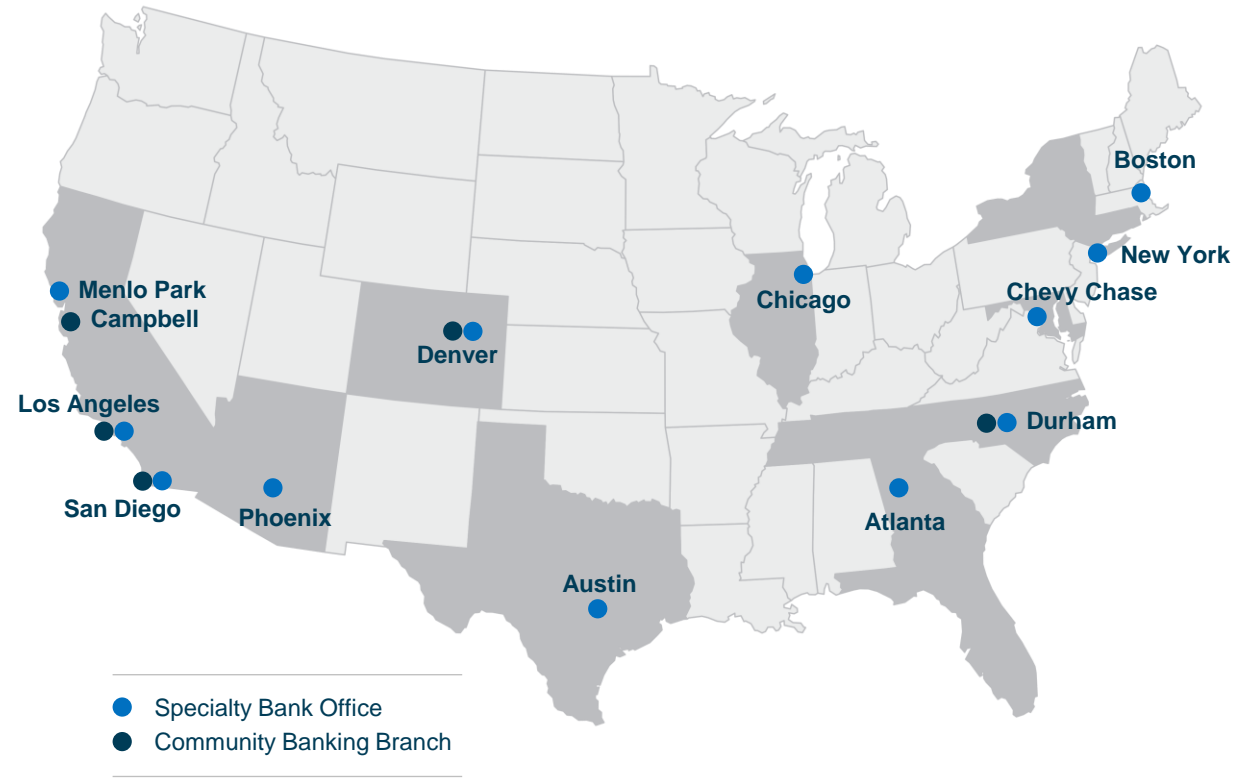 Boston
New York
Chevy Chase
Menlo Park
Chicago
Campbell
Denver
Los Angeles
Durham
San Diego
Phoenix
Atlanta
Austin
Specialty Bank Office
Community Banking Branch